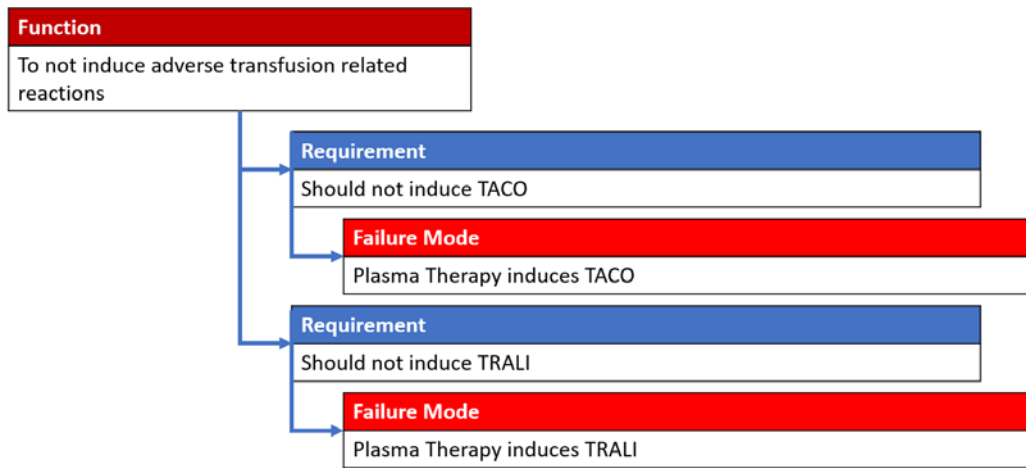 Function
To not induce adverse transfusion related
reactions
Requirement
Should not induce TACO
Failure Mode
Plasma Therapy induces TACO
Requirement
Should not induce TRALI
Failure Mode
Plasma Therapy induces TRALI